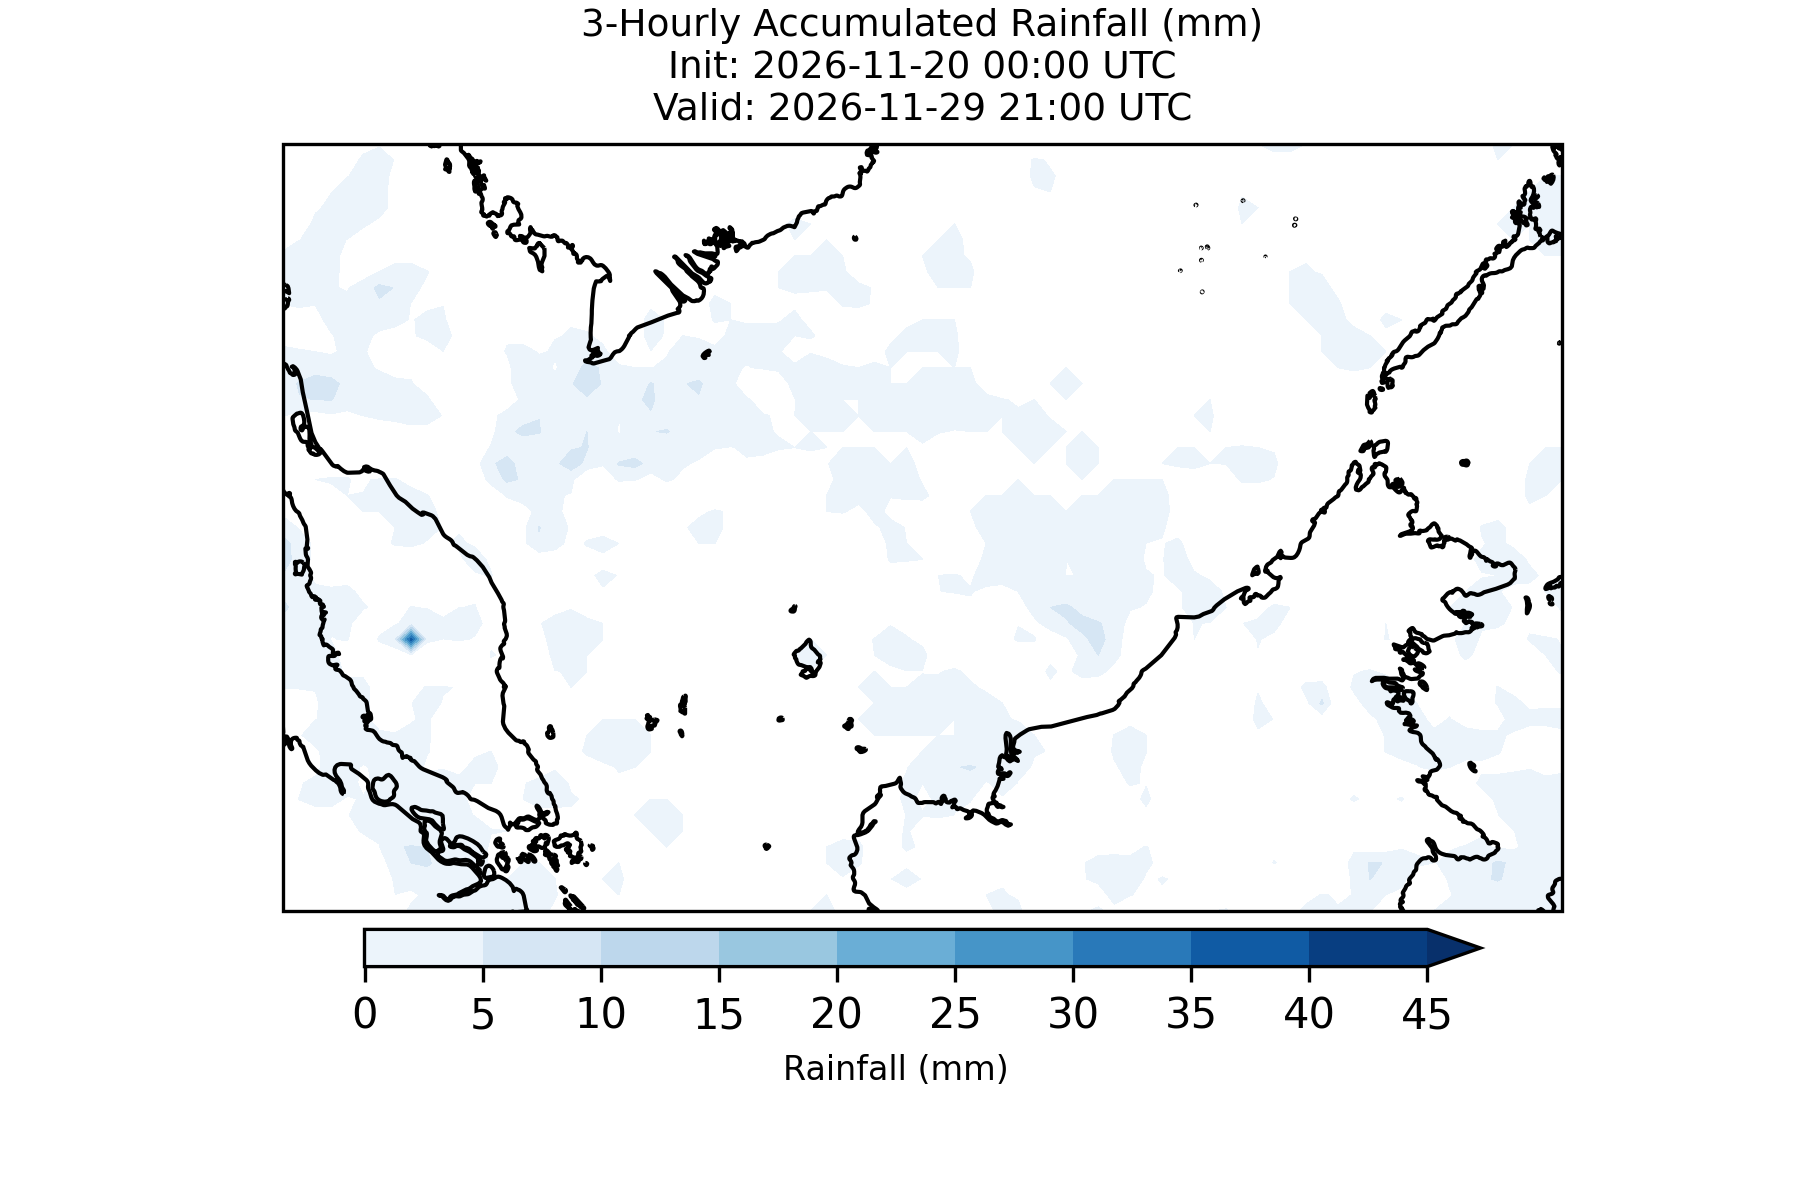 3-Hourly Accumulated Rainfall (mm)
Init: 2026-11-20 00:00 UTC
Valid: 2026-11-29 21:00 UTC
0 5 10 15 20 25 30 35 40 45
Rainfall (mm)